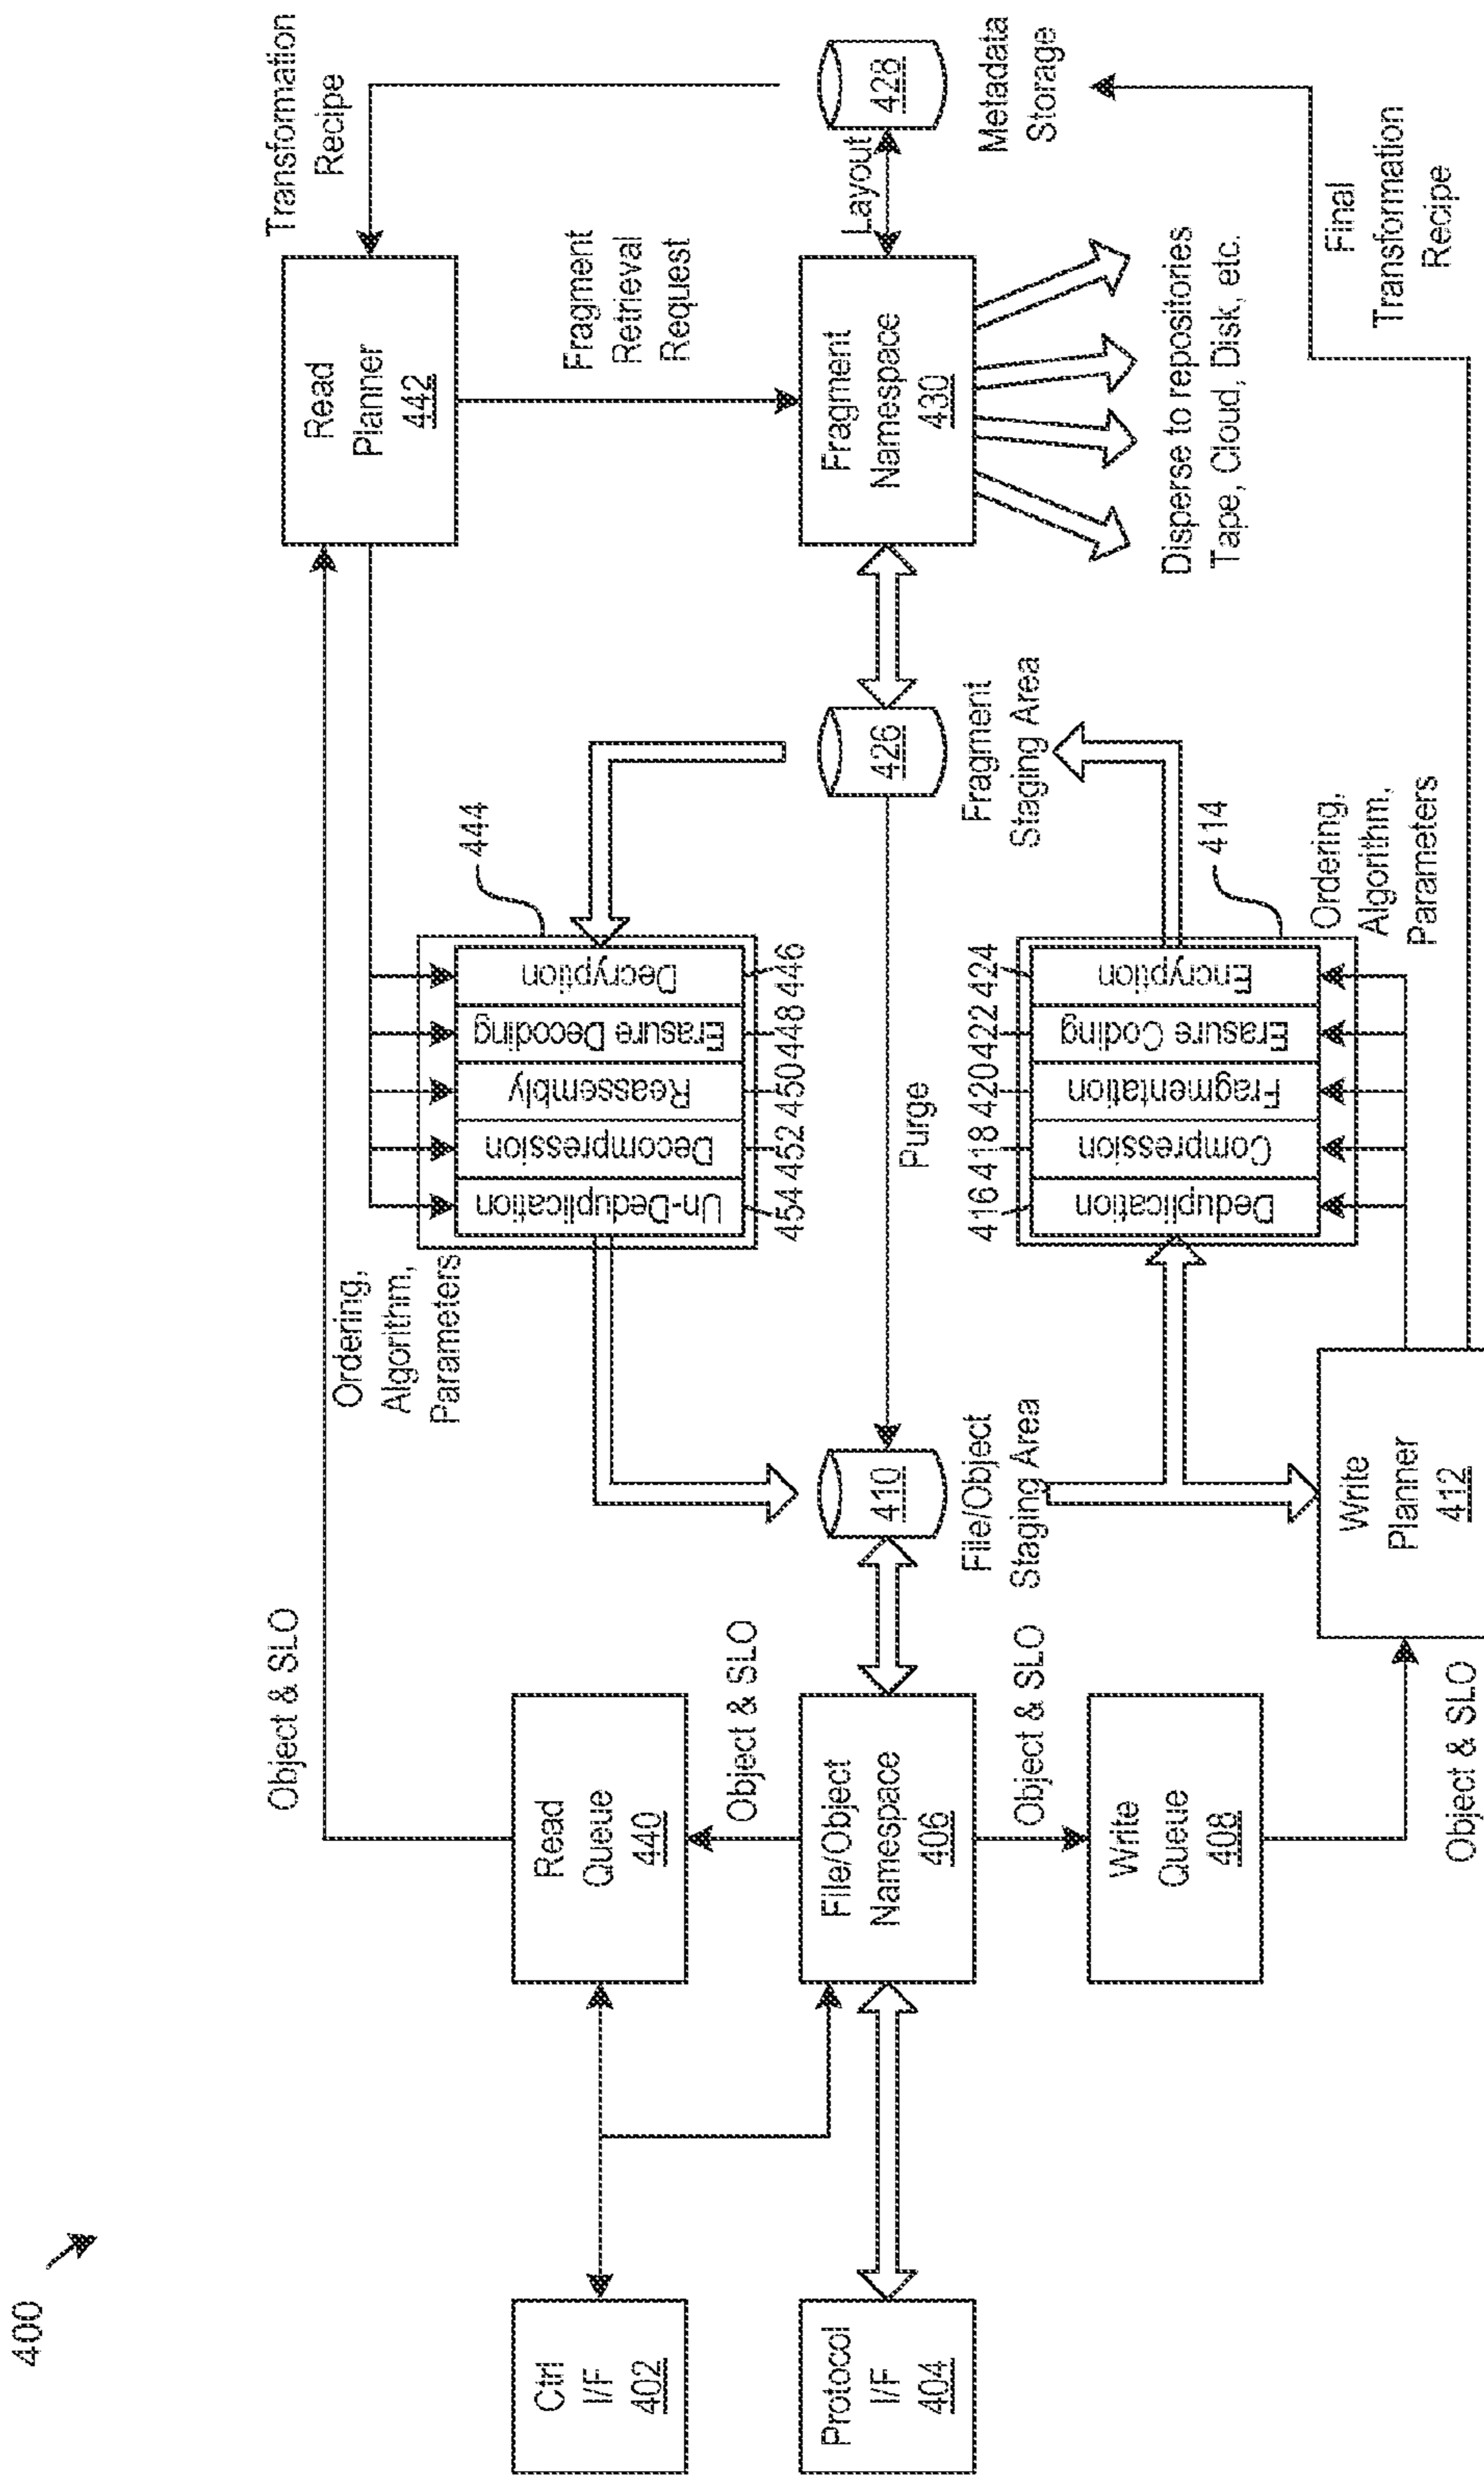 400
Ctrl
I/F
402
Protocol
I/F
404
Object & SLO
Read
Queue
440
Object & SLO
File/Object
Namespace
406
Object & SLO
Write
Queue
408
Object & SLO
Ordering,
Algorithm,
Parameters
410
File/Object
Staging Area
Write
Planner
412
444
Un-Deduplication
Decompression
Reassembly
Erasure Decoding
Decryption
454 452 450 448 446
Purge
416 418 420 422 424
Deduplication
Compression
Fragmentation
Erasure Coding
Encryption
414
Ordering,
Algorithm,
Parameters
426
Fragment
Staging Area
Read
Planner
442
Fragment
Retrieval
Request
Fragment
Namespace
430
Disperse to repositories
Tape, Cloud, Disk, etc.
Transformation
Recipe
Layout
428
Metadata
Storage
Final
Transformation
Recipe